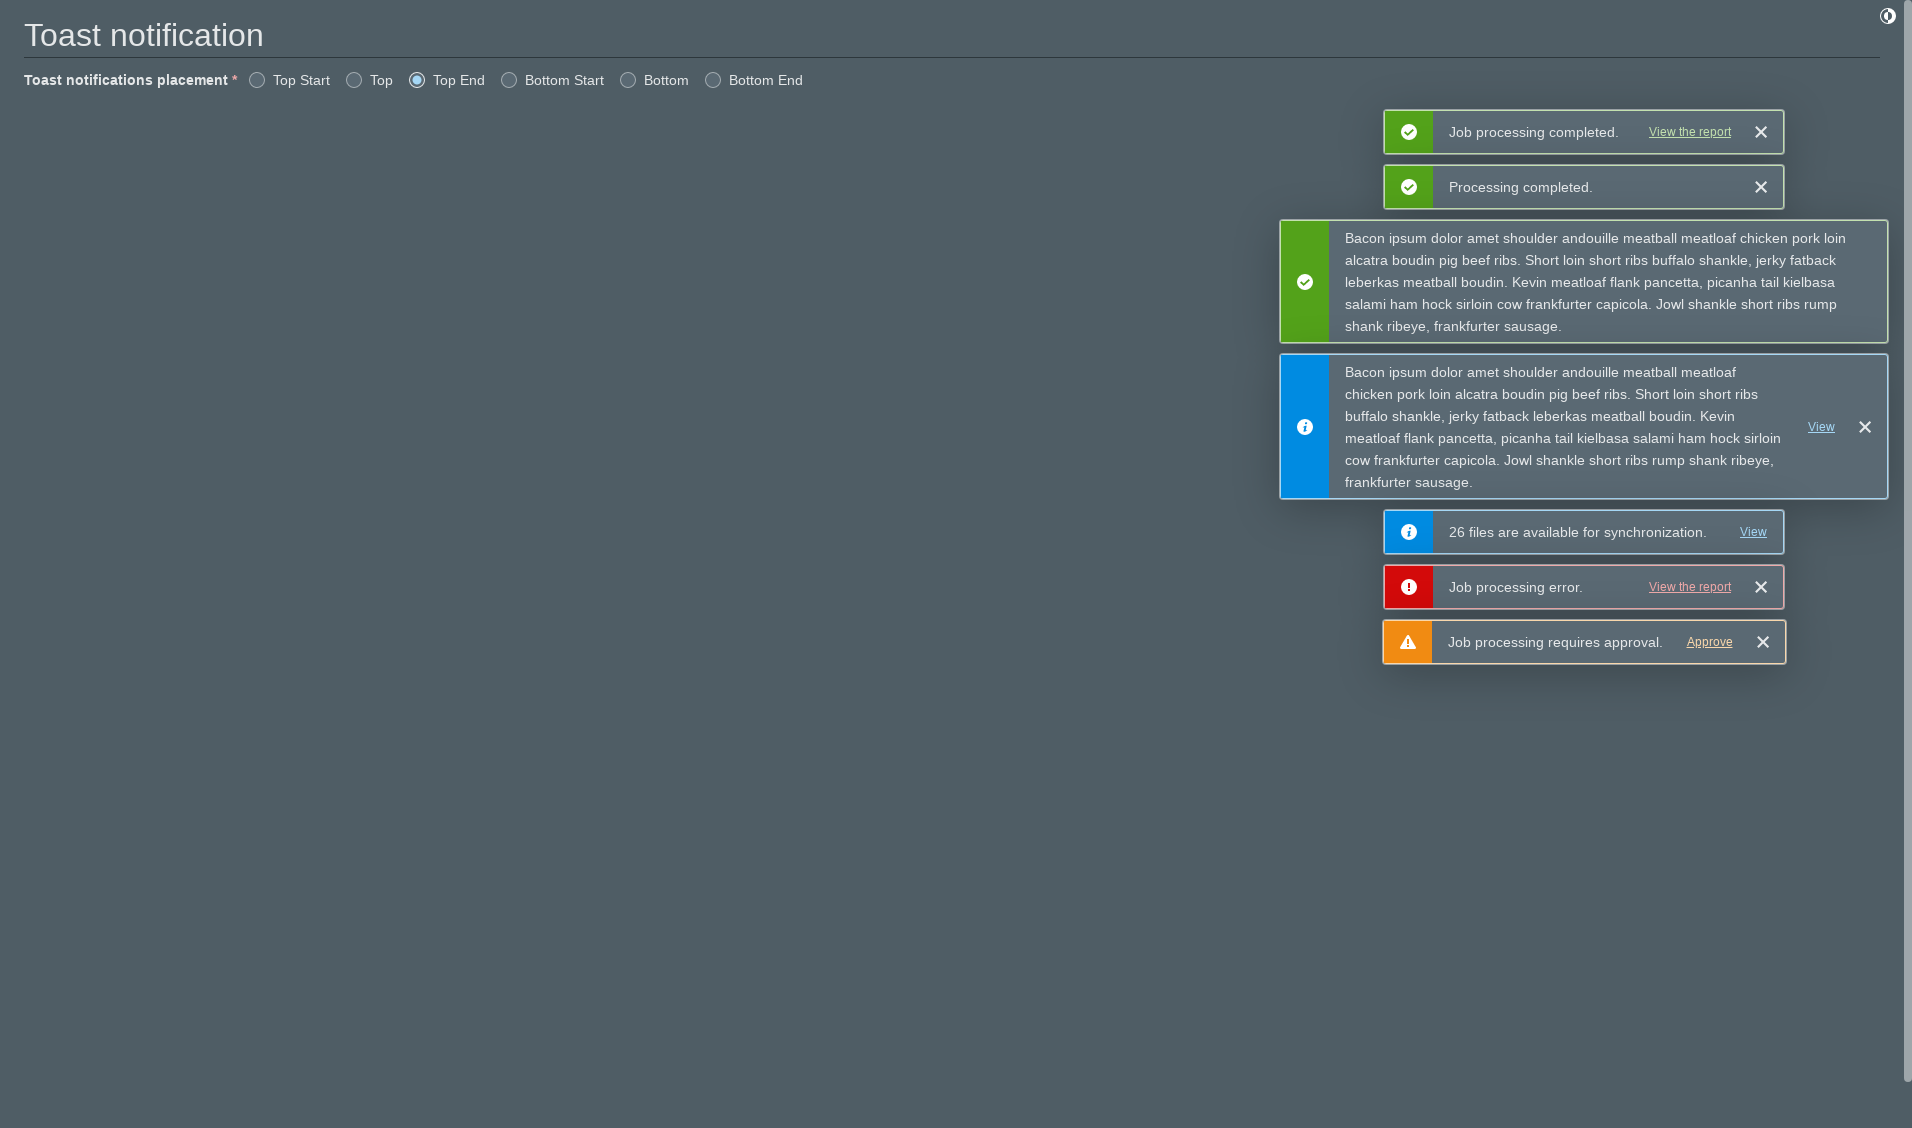 Toast notification
Toast notifications placement * Top Start Top Top End Bottom Start Bottom Bottom End
Job processing completed. View the report
Processing completed.
Bacon ipsum dolor amet shoulder andouille meatball meatloaf chicken pork loin
alcatra boudin pig beef ribs. Short loin short ribs buffalo shankle, jerky fatback
leberkas meatball boudin. Kevin meatloaf flank pancetta, picanha tail kielbasa
salami ham hock sirloin cow frankfurter capicola. Jowl shankle short ribs rump
shank ribeye, frankfurter sausage.
Bacon ipsum dolor amet shoulder andouille meatball meatloaf
chicken pork loin alcatra boudin pig beef ribs. Short loin short ribs
buffalo shankle, jerky fatback leberkas meatball boudin. Kevin
meatloaf flank pancetta, picanha tail kielbasa salami ham hock sirloin
cow frankfurter capicola. Jowl shankle short ribs rump shank ribeye,
frankfurter sausage.
View
26 files are available for synchronization. View
Job processing error. View the report
Job processing requires approval. Approve